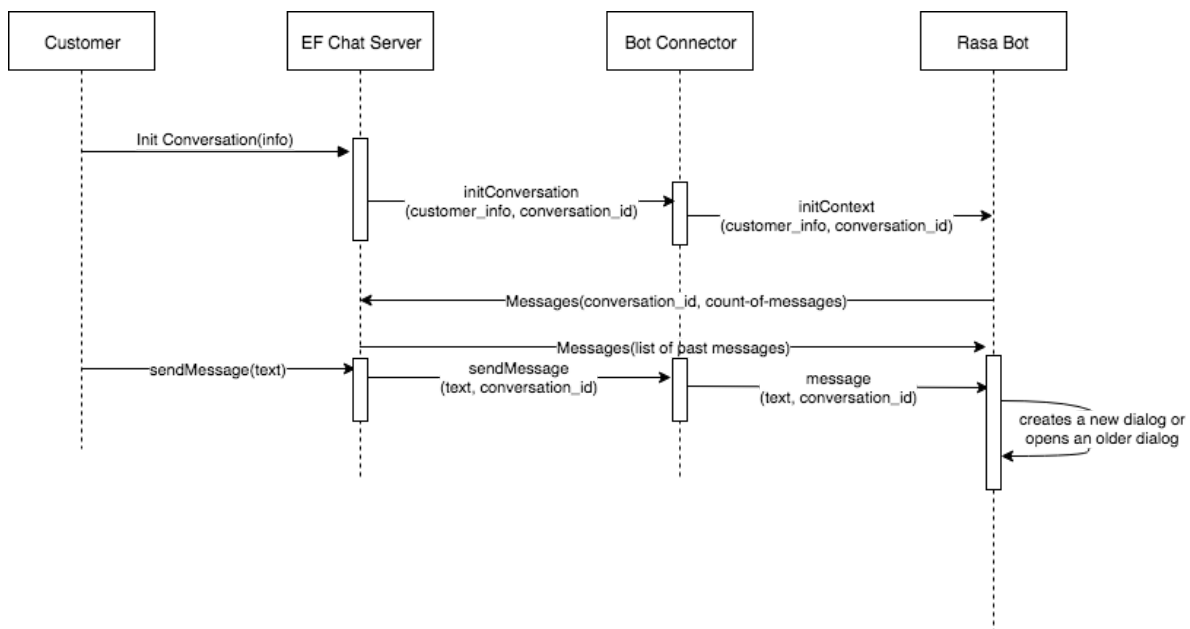 Customer
EF Chat Server
Bot Connector
Rasa Bot
Init Conversation(info)
initConversation
(customer_info, conversation_id)
initContext
(customer_info, conversation_id)
Messages(conversation_id, count-of-messages)
Messages(list of past messages)
sendMessage(text)
sendMessage
(text, conversation_id)
message
(text, conversation_id)
creates a new dialog or
opens an older dialog